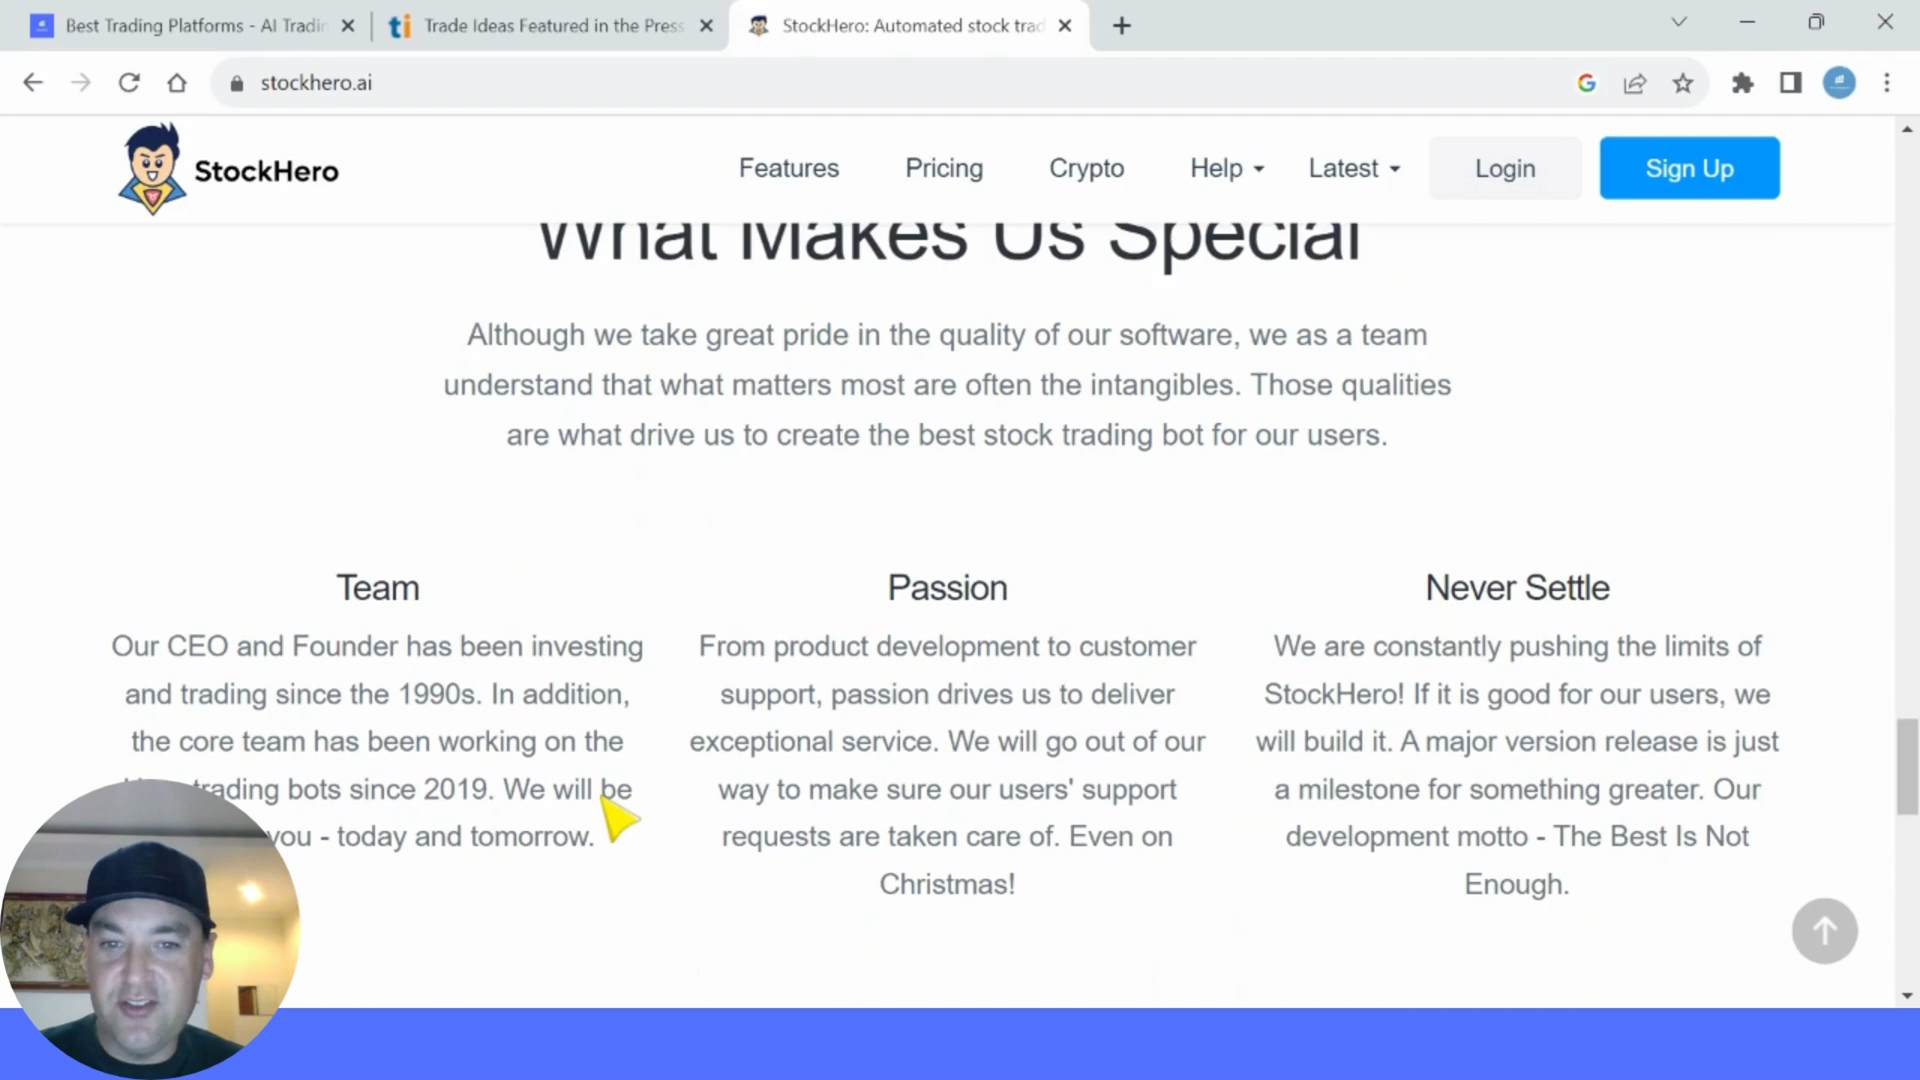 Best Trading Platforms - AI Tradin
Trade Ideas Featured in the Press
StockHero: Automated stock trad
stockhero.ai
StockHero
Features
Pricing
Crypto
Help
Latest
Login
Sign Up
What Makes Us Special
Although we take great pride in the quality of our software, we as a team
understand that what matters most are often the intangibles. Those qualities
are what drive us to create the best stock trading bot for our users.
Team
Our CEO and Founder has been investing
and trading since the 1990s. In addition,
the core team has been working on the
trading bots since 2019. We will be
you - today and tomorrow.
Passion
From product development to customer
support, passion drives us to deliver
exceptional service. We will go out of our
way to make sure our users' support
requests are taken care of. Even on
Christmas!
Never Settle
We are constantly pushing the limits of
StockHero! If it is good for our users, we
will build it. A major version release is just
a milestone for something greater. Our
development motto - The Best Is Not
Enough.